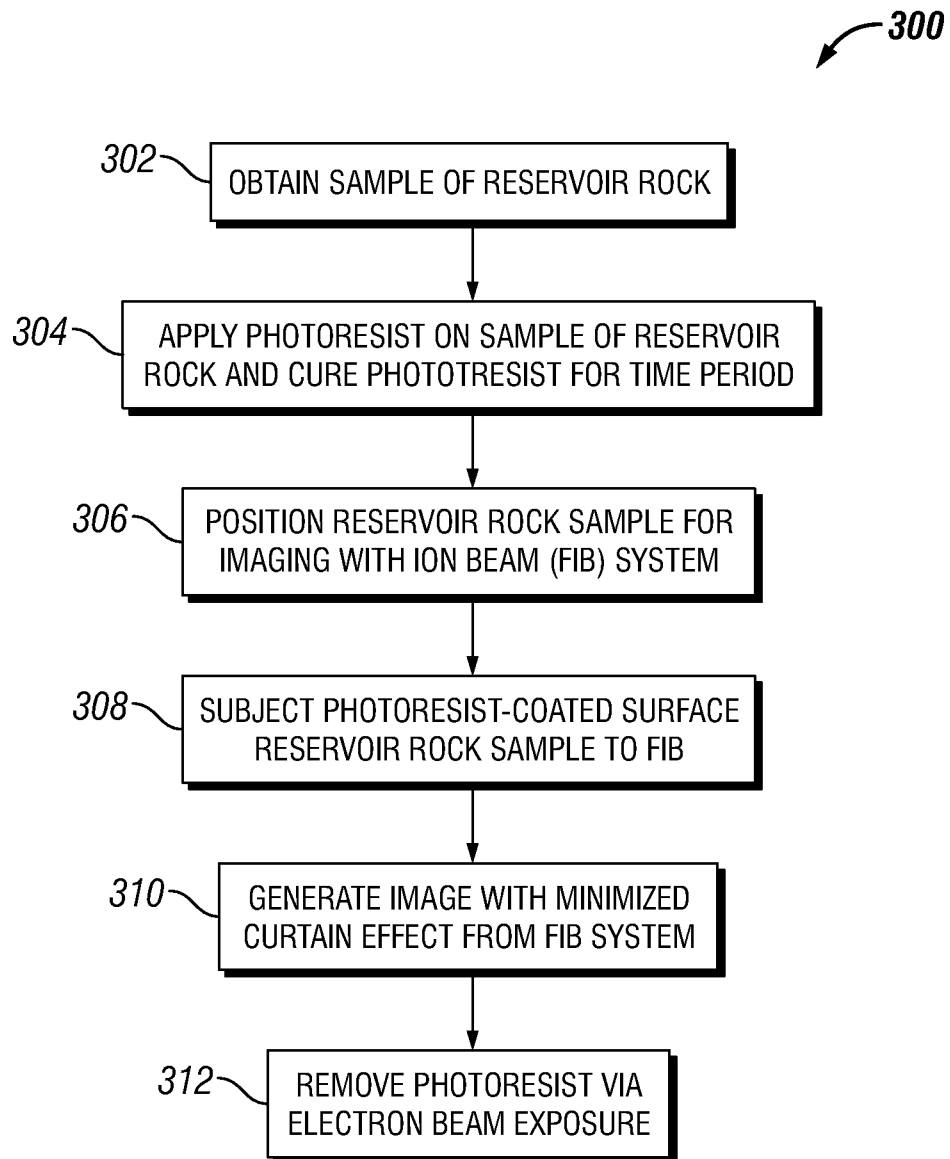 300
302
OBTAIN SAMPLE OF RESERVOIR ROCK
304
APPLY PHOTORESIST ON SAMPLE OF RESERVOIR
ROCK AND CURE PHOTOTRESIST FOR TIME PERIOD
306
POSITION RESERVOIR ROCK SAMPLE FOR
IMAGING WITH ION BEAM (FIB) SYSTEM
308
SUBJECT PHOTORESIST-COATED SURFACE
RESERVOIR ROCK SAMPLE TO FIB
310
GENERATE IMAGE WITH MINIMIZED
CURTAIN EFFECT FROM FIB SYSTEM
312
REMOVE PHOTORESIST VIA
ELECTRON BEAM EXPOSURE